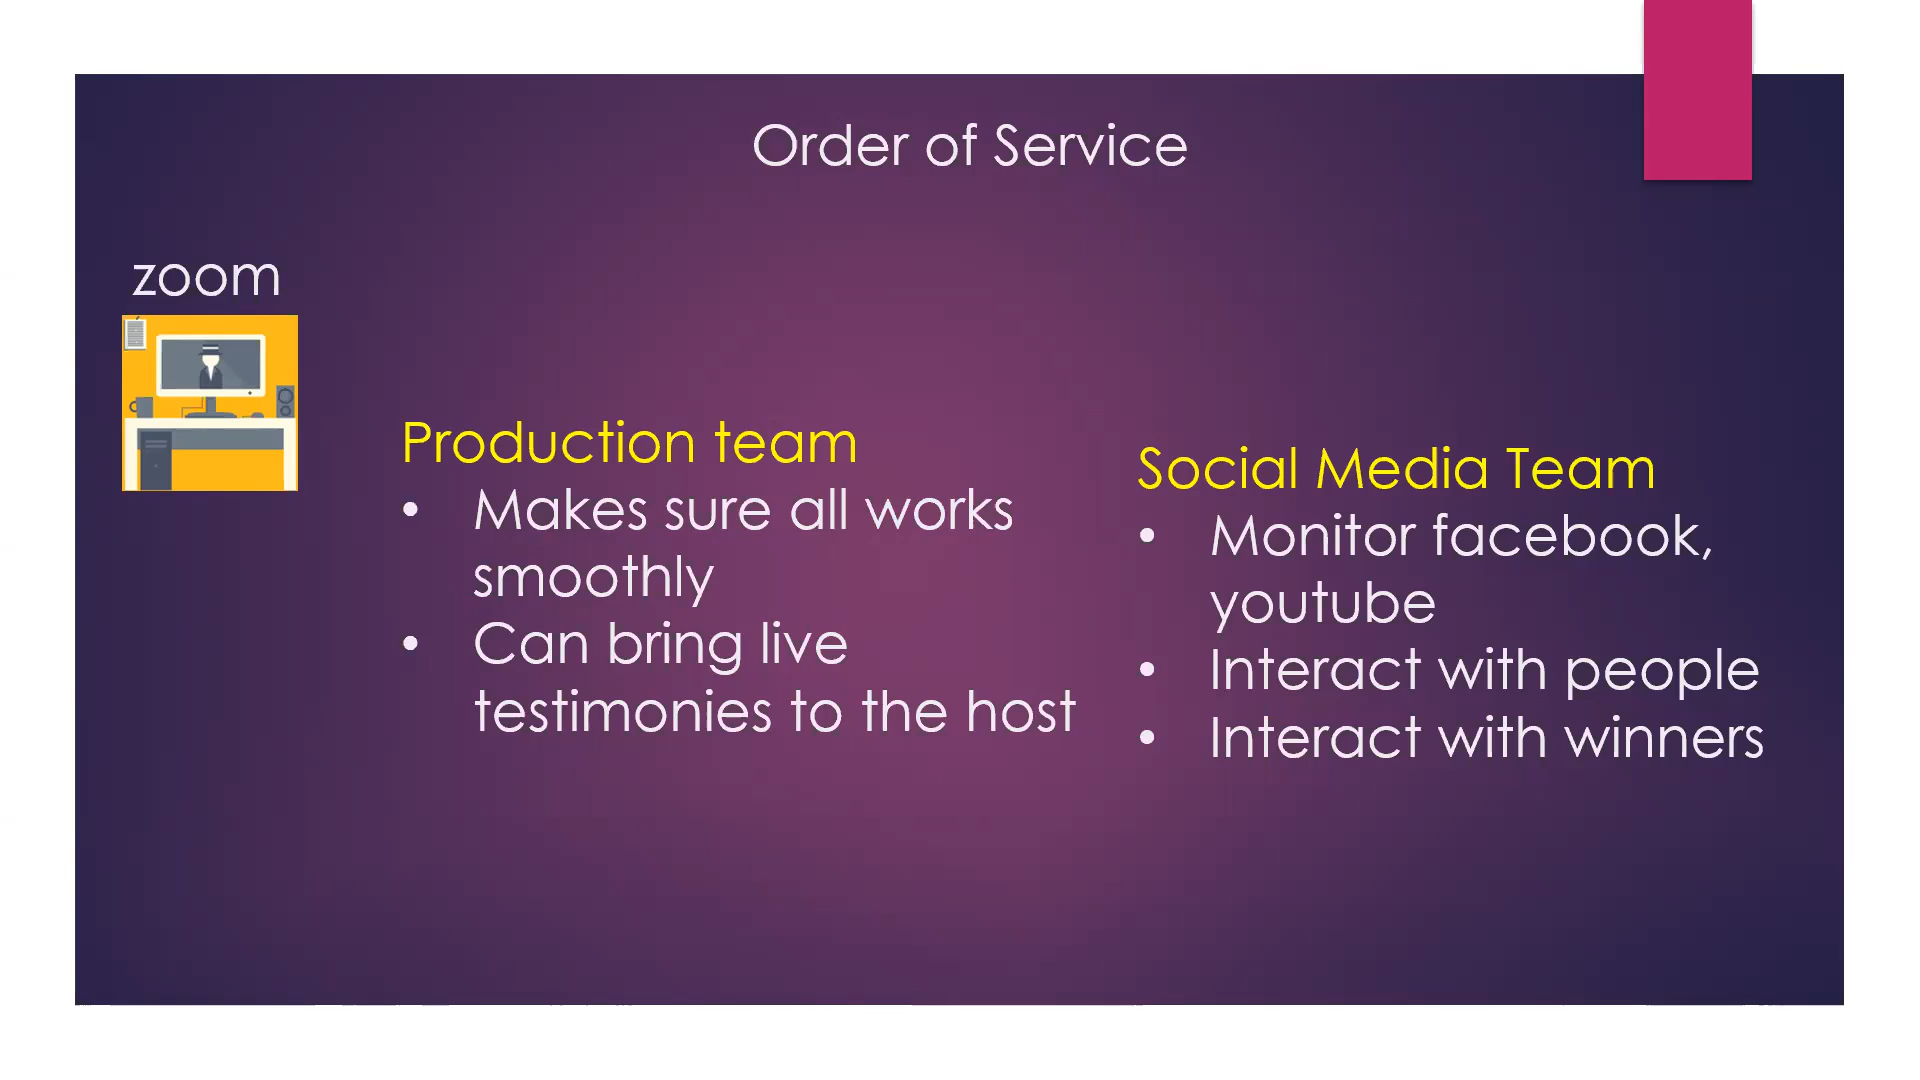 Order of Service
zoom
Production team
• Makes sure all works
smoothly
• Can bring live
testimonies to the host
Social Media Team
• Monitor facebook,
youtube
• Interact with people
• Interact with winners